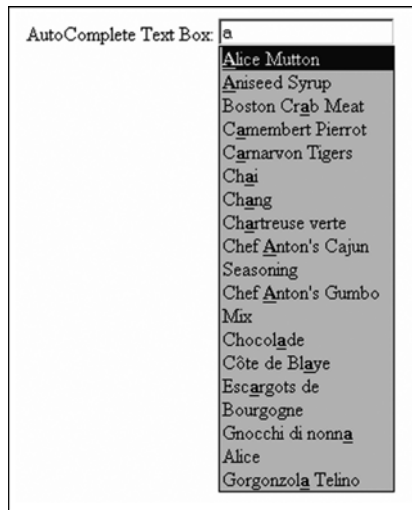 AutoComplete Text Box: a
Alice Mutton
Aniseed Syrup
Boston Crab Meat
Camembert Pierrot
Carnarvon Tigers
Chai
Chang
Chartreuse verte
Chef Anton's Cajun
Seasoning
Chef Anton's Gumbo
Mix
Chocolade
Côte de Blaye
Escargots de
Bourgogne
Gnocchi di nonna
Alice
Gorgonzola Telino